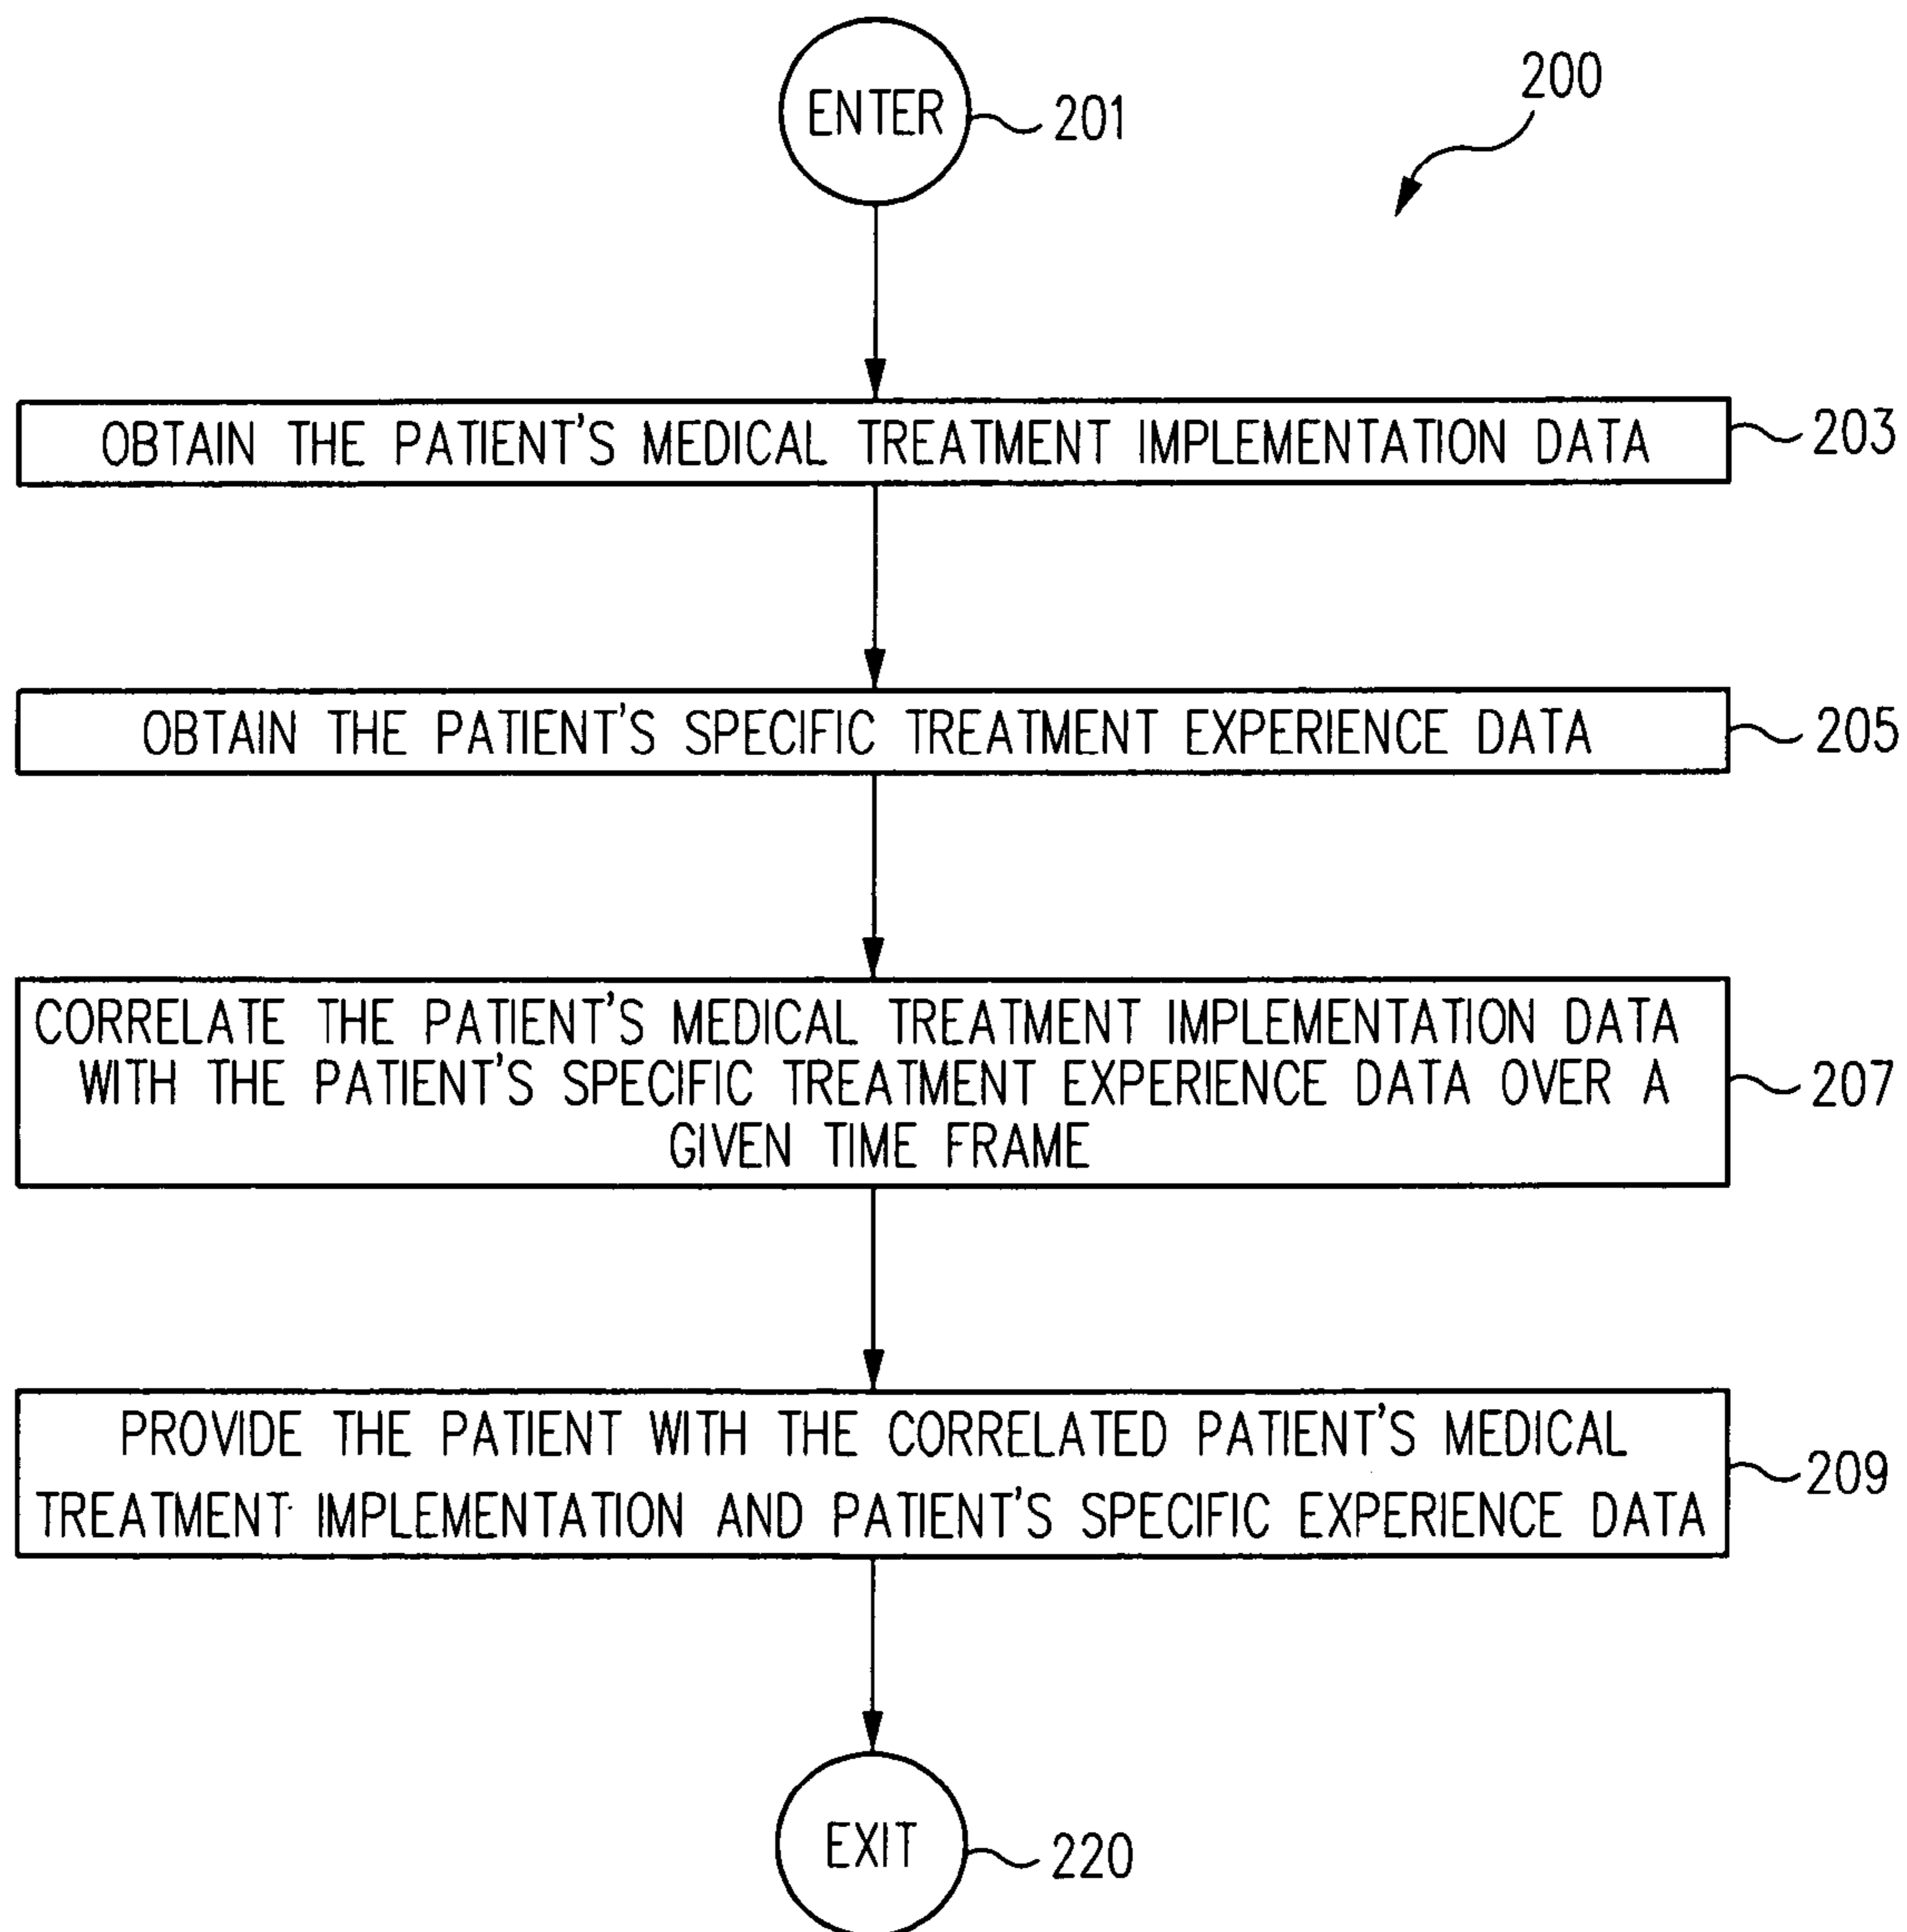 200
ENTER
201
OBTAIN THE PATIENT'S MEDICAL TREATMENT IMPLEMENTATION DATA
203
OBTAIN THE PATIENT'S SPECIFIC TREATMENT EXPERIENCE DATA
205
CORRELATE THE PATIENT'S MEDICAL TREATMENT IMPLEMENTATION DATA
WITH THE PATIENT'S SPECIFIC TREATMENT EXPERIENCE DATA OVER A
GIVEN TIME FRAME
207
PROVIDE THE PATIENT WITH THE CORRELATED PATIENT'S MEDICAL
TREATMENT IMPLEMENTATION AND PATIENT'S SPECIFIC EXPERIENCE DATA
209
EXIT
220